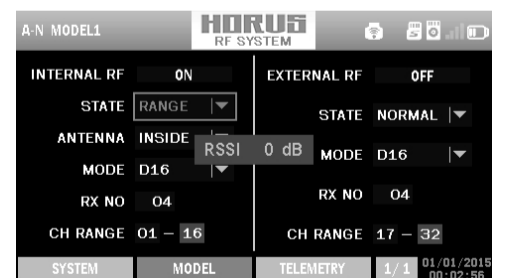 A-N MODEL1 HORUS
RF SYSTEM
INTERNAL RF ON EXTERNAL RF OFF
STATE RANGE STATE NORMAL
ANTENNA INSIDE
RSSI 0 dB
MODE D16 MODE D16
RX NO 04 RX NO 04
CH RANGE 01 – 16 CH RANGE 17 – 32
SYSTEM MODEL TELEMETRY 1/1 01/01/2015
00:02:56